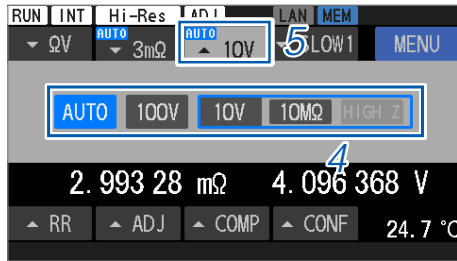 RUN INT Hi-Res ADJ LAN MEM
ΩV AUTO 3mΩ AUTO 10V 5 SLOW1 MENU
AUTO 100V 10V 10MΩ HIGH Z
4
2.993 28 mΩ 4.096 368 V
RR ADJ COMP CONF 24.7 °C